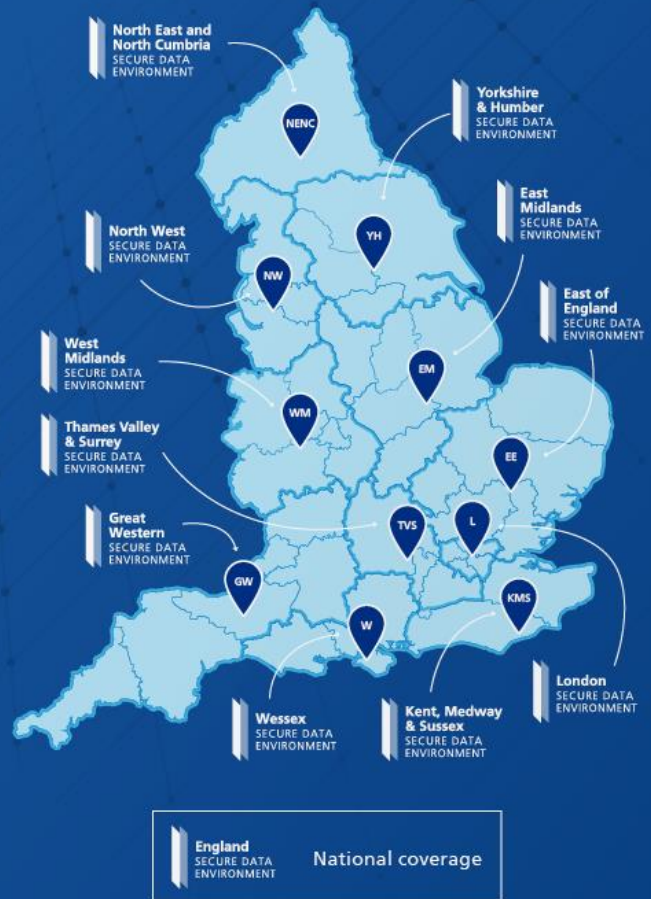 North East and
North Cumbria
SECURE DATA
ENVIRONMENT
NENC
Yorkshire
& Humber
SECURE DATA
ENVIRONMENT
YH
East
Midlands
SECURE DATA
ENVIRONMENT
North West
SECURE DATA
ENVIRONMENT
NW
East of
England
SECURE DATA
ENVIRONMENT
West
Midlands
SECURE DATA
ENVIRONMENT
EM
WM
Thames Valley
& Surrey
SECURE DATA
ENVIRONMENT
EE
Great
Western
SECURE DATA
ENVIRONMENT
TVS
L
GW
KMS
W
London
SECURE DATA
ENVIRONMENT
Wessex
SECURE DATA
ENVIRONMENT
Kent, Medway
& Sussex
SECURE DATA
ENVIRONMENT
England
SECURE DATA
ENVIRONMENT
National coverage